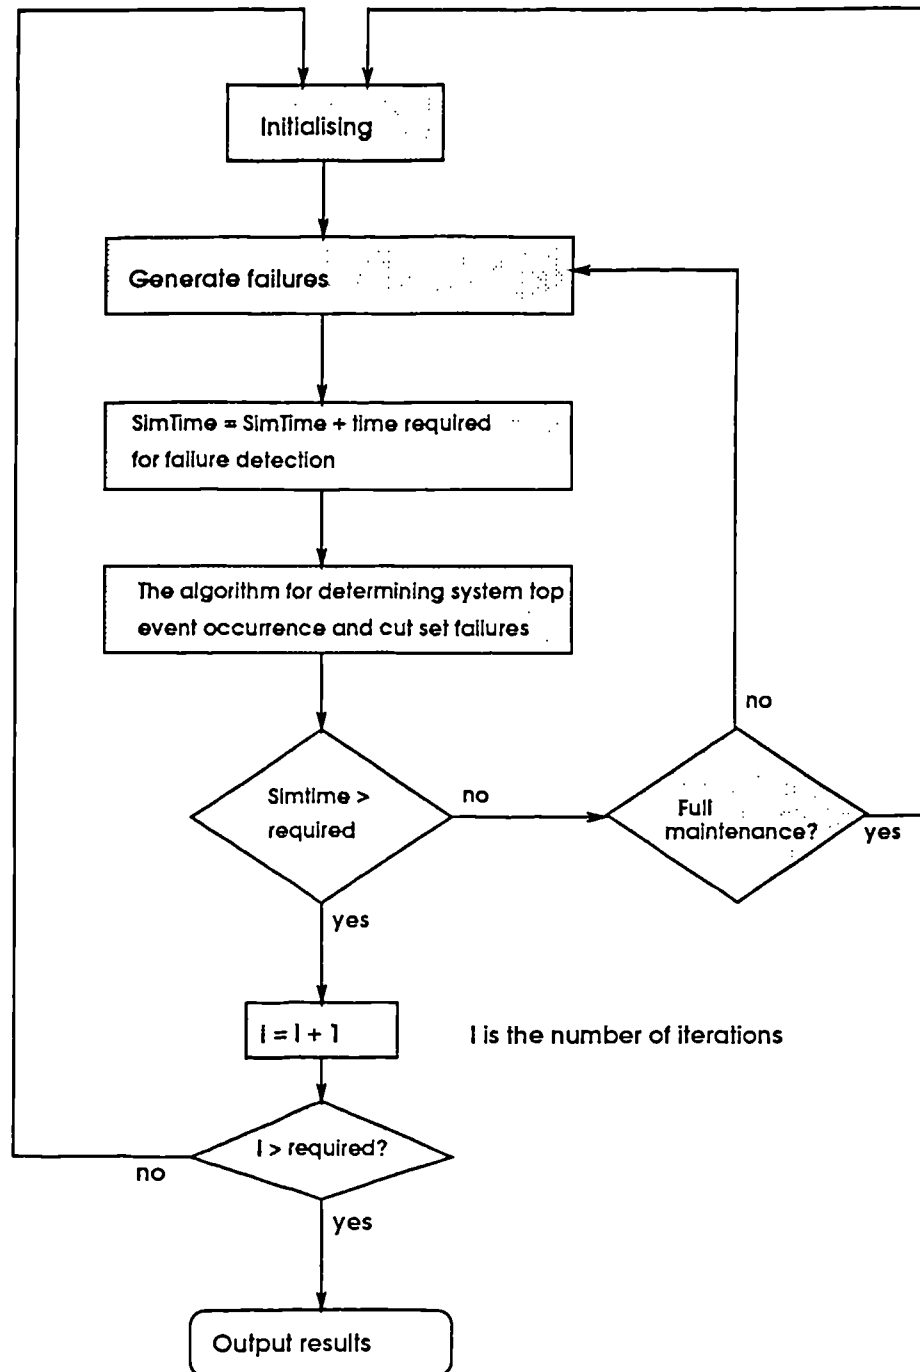 Initialising
Generate failures
SimTime = SimTime + time required
for failure detection
The algorithm for determining system top
event occurrence and cut set failures
no
Simtime >
required
no
Full
maintenance?
yes
yes
I = I + 1
I is the number of iterations
I > required?
no
yes
Output results